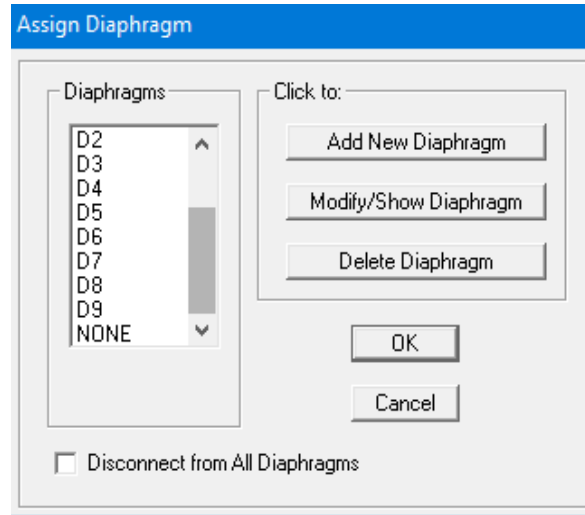 Assign Diaphragm
Diaphragms
D2
D3
D4
D5
D6
D7
D8
D9
NONE
Click to:
Add New Diaphragm
Modify/Show Diaphragm
Delete Diaphragm
OK
Cancel
Disconnect from All Diaphragms